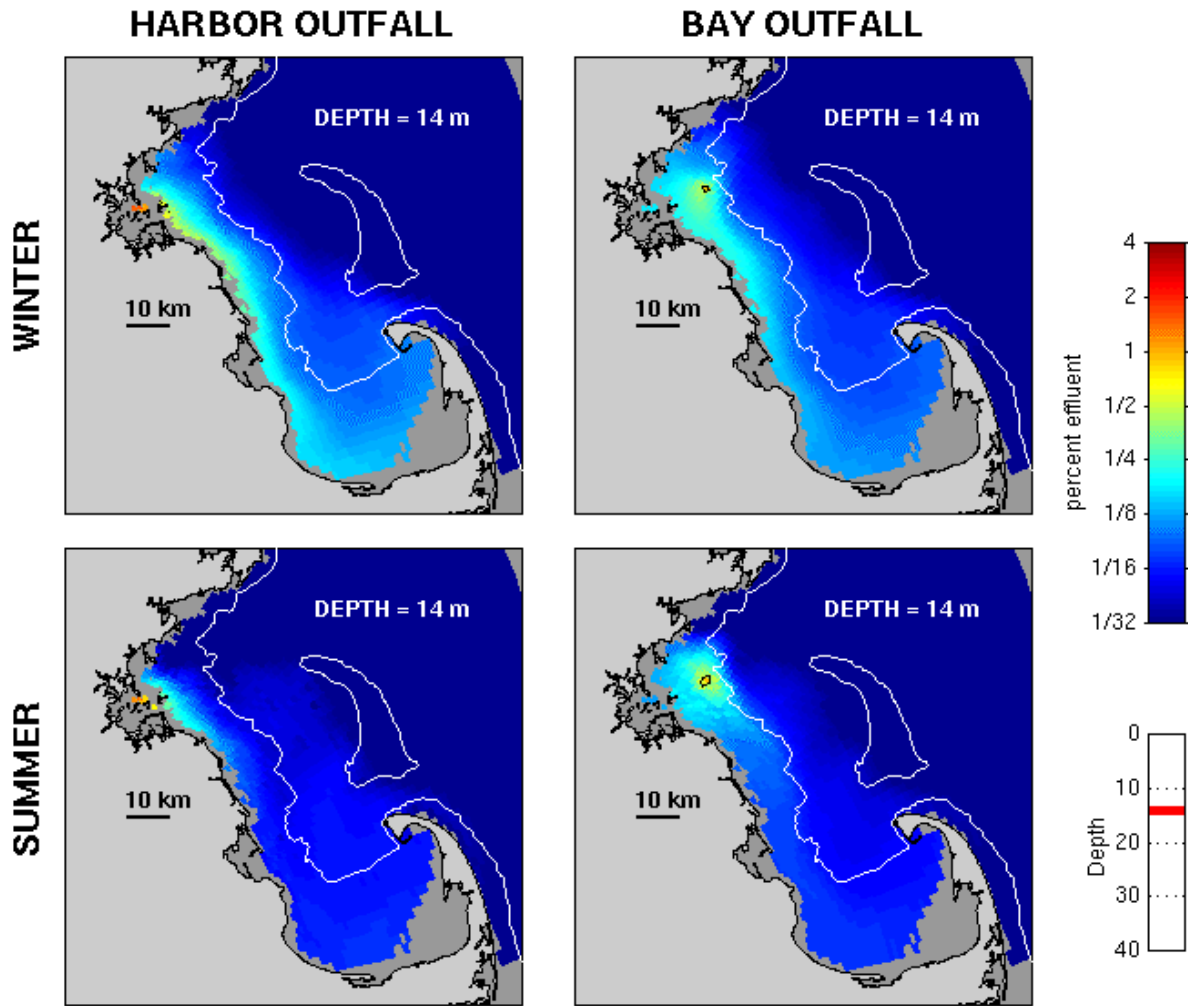 HARBOR OUTFALL
BAY OUTFALL
WINTER
DEPTH = 14 m
10 km
DEPTH = 14 m
10 km
SUMMER
DEPTH = 14 m
10 km
DEPTH = 14 m
10 km
percent effluent
4
2
1
1/2
1/4
1/8
1/16
1/32
Depth
0
10
20
30
40